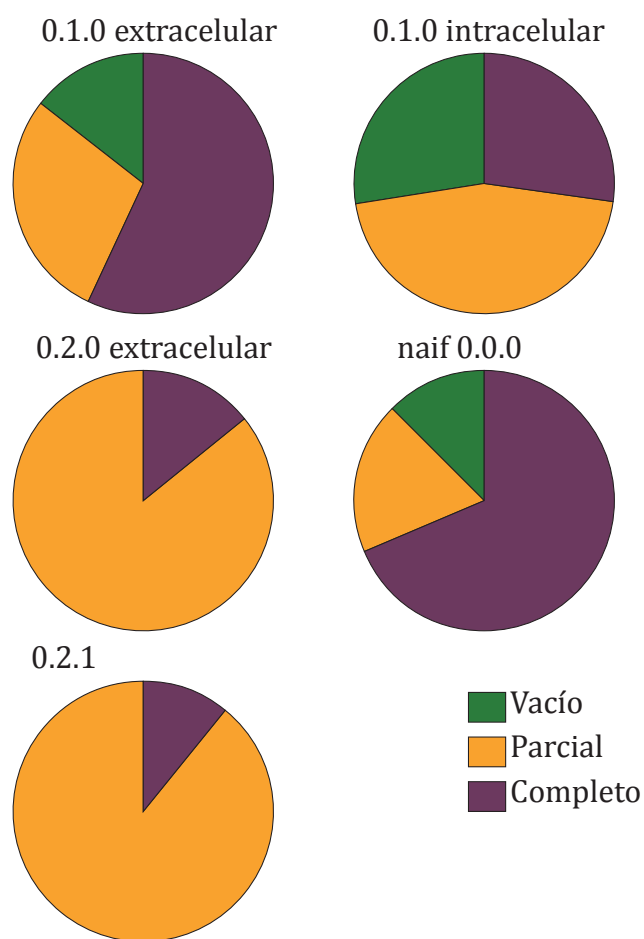 0.1.0 extracelular
0.1.0 intracelular
0.2.0 extracelular
naif 0.0.0
0.2.1
Vacío
Parcial
Completo